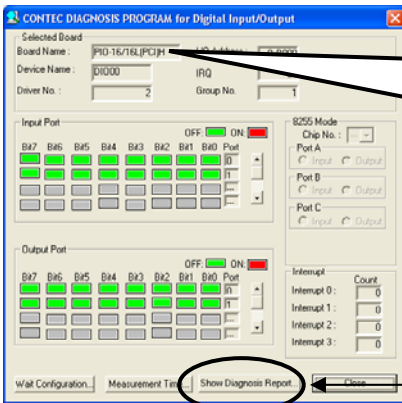 CONTEC DIAGNOSIS PROGRAM for Digital Input/Output
Selected Board
Board Name : PIO-16/16L(PCI)H
Device Name : DIO00 IRQ
Driver No. : 2 Group No. 1
Input Port
OFF: ON:
Bit7 Bit6 Bit5 Bit4 Bit3 Bit2 Bit1 Bit0 Port
0
1
...
...
8255 Mode
Chip No. : --
Port A
Input Output
Port B
Input Output
Port C
Input Output
Output Port
OFF: ON:
Bit7 Bit6 Bit5 Bit4 Bit3 Bit2 Bit1 Bit0 Port
0
1
...
...
Interrupt
Count
Interrupt 0 : 0
Interrupt 1 : 0
Interrupt 2 : 0
Interrupt 3 : 0
Wait Configuration... Measurement Show Diagnosis Report... Close